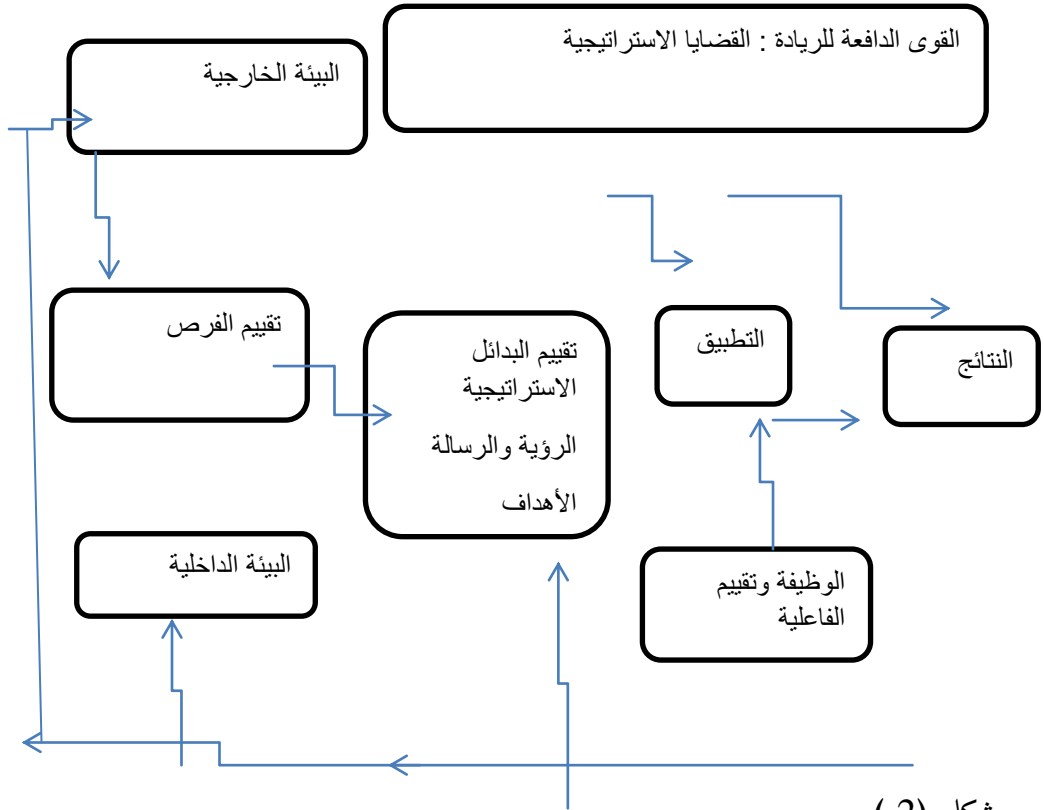 القوى الدافعة للريادة : القضايا الاستراتيجية
البيئة الخارجية
تقييم الفرص
تقييم البدائل
الاستراتيجية
الرؤية والرسالة
الأهداف
التطبيق
النتائج
البيئة الداخلية
الوظيفة وتقييم
الفاعلية
(2)